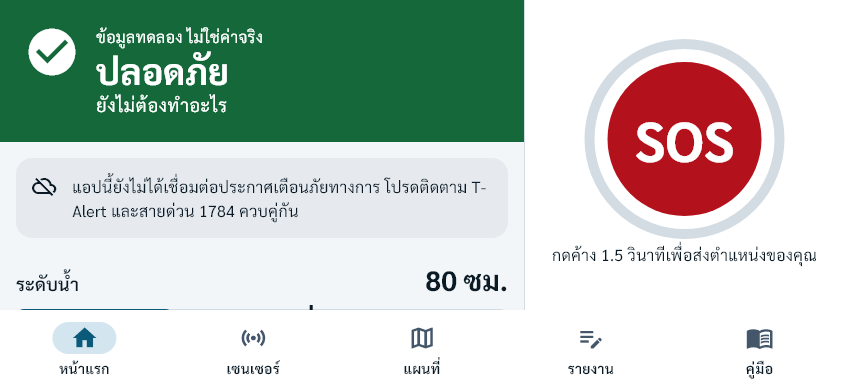 ข้อมูลทดลอง ไม่ใช่ค่าจริง
ปลอดภัย
ยังไม่ต้องทำอะไร
แอปนี้ยังไม่ได้เชื่อมต่อประกาศเตือนภัยทางการ โปรดติดตาม T-
Alert และสายด่วน 1784 ควบคู่กัน
ระดับน้ำ
80 ซม.
SOS
กดค้าง 1.5 วินาทีเพื่อส่งตำแหน่งของคุณ
หน้าแรก
เซนเซอร์
แผนที่
รายงาน
คู่มือ